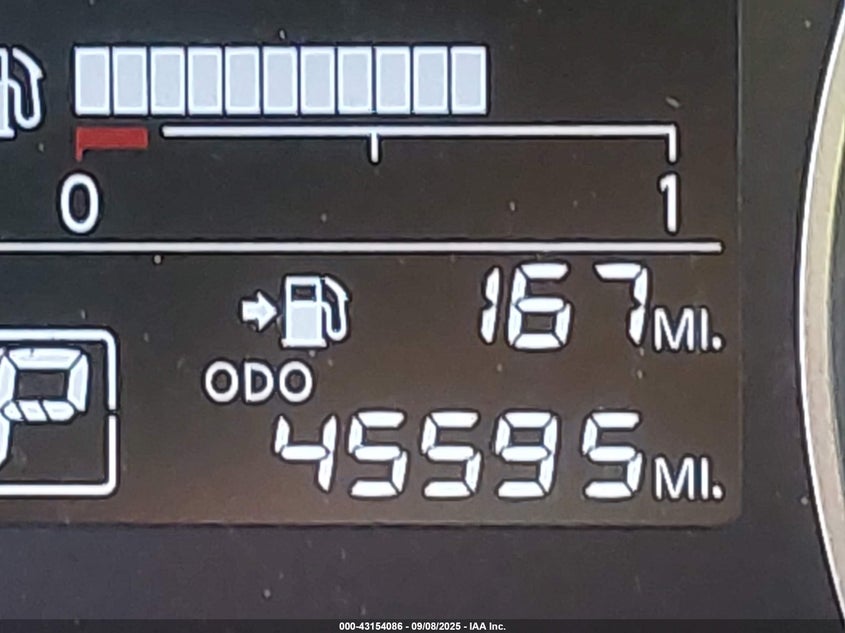 0 1
167 MI.
ODO
45595 MI.
P
000-43154086 - 09/08/2025 - IAA Inc.